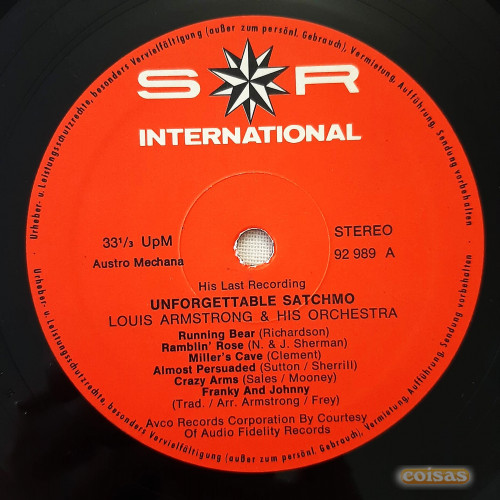 Urheber- u. Leistungsschutzrechte, besonders Vervielfältigung (außer zum persönl. Gebrauch), Vermietung, Aufführung, Sendung vorbehalten
S R
INTERNATIONAL
33¹/₃ UpM
Austro Mechana
STEREO
92 989 A
His Last Recording
UNFORGETTABLE SATCHMO
LOUIS ARMSTRONG & HIS ORCHESTRA
Running Bear (Richardson)
Ramblin' Rose (N. & J. Sherman)
Miller's Cave (Clement)
Almost Persuaded (Sutton / Sherrill)
Crazy Arms (Sales / Mooney)
Franky And Johnny
(Trad. / Arr. Armstrong / Frey)
Avco Records Corporation By Courtesy
Of Audio Fidelity Records
Urheber- u. Leistungsschutzrechte, besonders Vervielfältigung (außer zum persönl. Gebrauch), Vermietung, Aufführung, Sendung vorbehalten
coisas